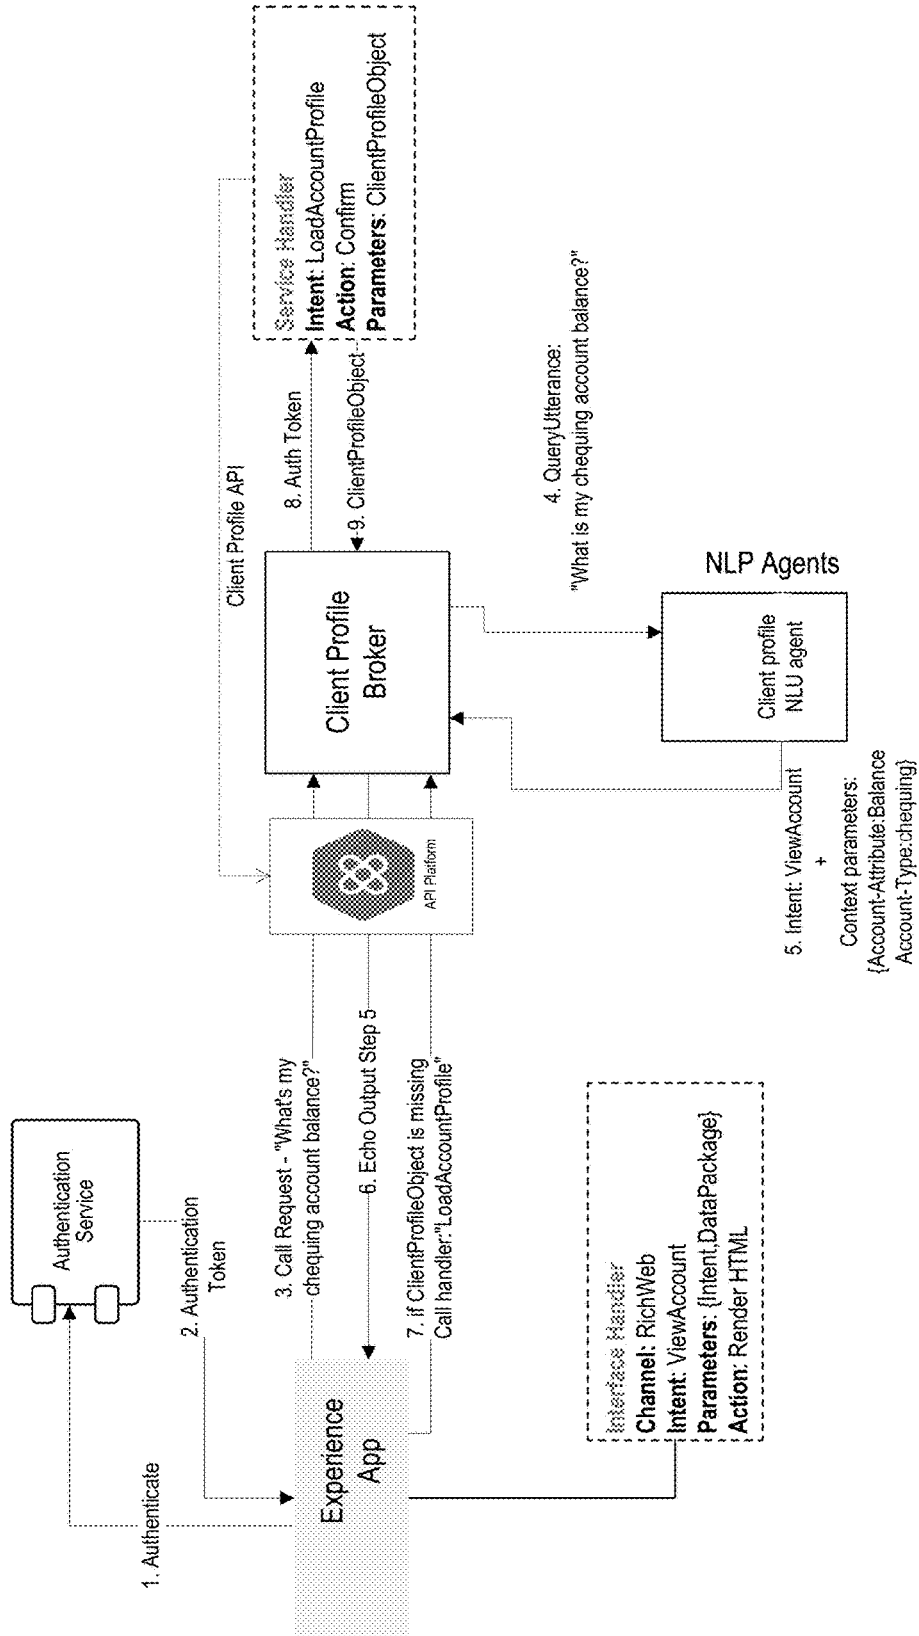 Authentication
Service
1. Authenticate
2. Authentication
Token
Experience
App
3. Call Request - "What's my
chequing account balance?"
6. Echo Output Step 5
7. if ClientProfileObject is missing
Call handler:"LoadAccountProfile"
API Platform
Client Profile API
Client Profile
Broker
8. Auth Token
9. ClientProfileObject
Service Handler
Intent: LoadAccountProfile
Action: Confirm
Parameters: ClientProfileObject
4. QueryUtterance:
"What is my chequing account balance?"
NLP Agents
Client profile
NLU agent
5. Intent: ViewAccount
+
Context parameters:
{Account-Attribute:Balance
Account-Type:chequing}
Interface Handler
Channel: RichWeb
Intent: ViewAccount
Parameters: {Intent,DataPackage}
Action: Render HTML